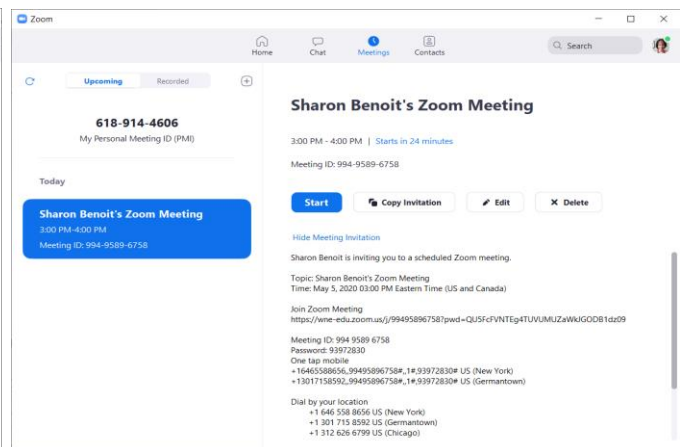 Zoom
Home
Chat
Meetings
Contacts
Search
Upcoming
Recorded
618-914-4606
My Personal Meeting ID (PMI)
Today
Sharon Benoit's Zoom Meeting
3:00 PM-4:00 PM
Meeting ID: 994-9589-6758
Sharon Benoit's Zoom Meeting
3:00 PM - 4:00 PM | Starts in 24 minutes
Meeting ID: 994-9589-6758
Start
Copy Invitation
Edit
Delete
Hide Meeting Invitation
Sharon Benoit is inviting you to a scheduled Zoom meeting.
Topic: Sharon Benoit's Zoom Meeting
Time: May 5, 2020 03:00 PM Eastern Time (US and Canada)
Join Zoom Meeting
https://wne-edu.zoom.us/j/99495896758?pwd=QU5FcFVNTEg4TUVUMUZaWkJGODB1dz09
Meeting ID: 994 9589 6758
Password: 93972830
One tap mobile
+16465588656,,99495896758#,,1#,93972830# US (New York)
+13017158592,,99495896758#,,1#,93972830# US (Germantown)
Dial by your location
+1 646 558 8656 US (New York)
+1 301 715 8592 US (Germantown)
+1 312 626 6799 US (Chicago)